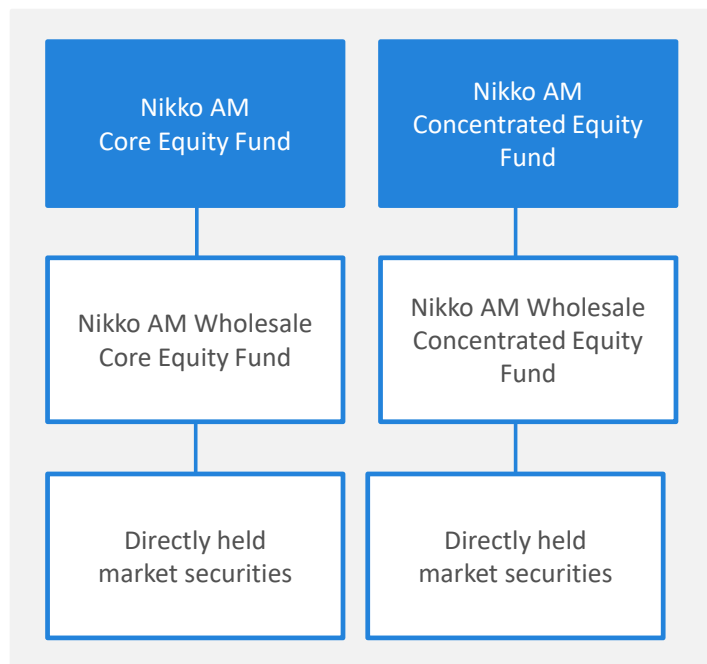 Nikko AM
Core Equity Fund
Nikko AM
Concentrated Equity
Fund
Nikko AM Wholesale
Core Equity Fund
Nikko AM Wholesale
Concentrated Equity
Fund
Directly held
market securities
Directly held
market securities